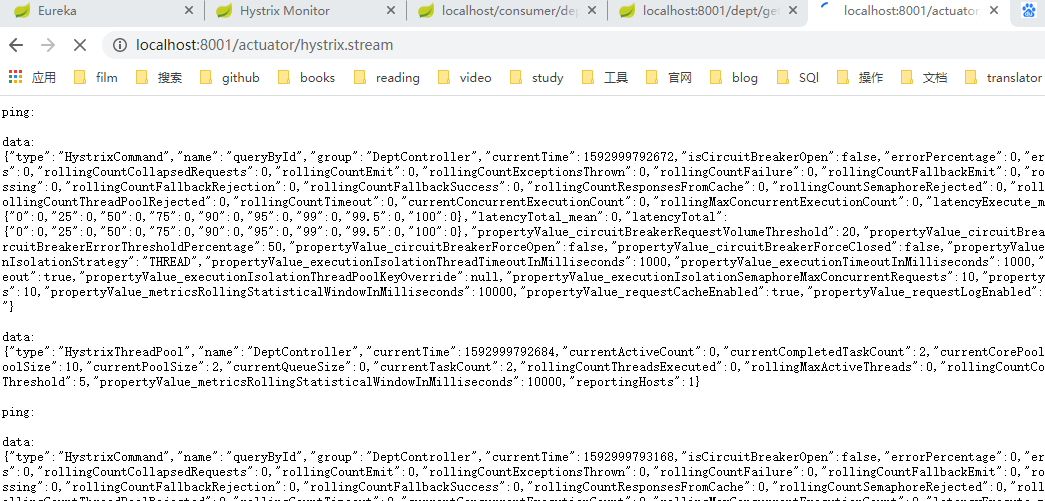 Eureka
Hystrix Monitor
localhost/consumer/de
localhost:8001/dept/ge
localhost:8001/actuator
localhost:8001/actuator/hystrix.stream
应用 film 搜索 github books reading video study 工具 官网 blog SQl 操作 文档 translator
ping:
data:
{"type":"HystrixCommand","name":"queryById","group":"DeptController","currentTime":1592999792672,"isCircuitBreakerOpen":false,"errorPercentage":0,"er
s":0,"rollingCountCollapsedRequests":0,"rollingCountEmit":0,"rollingCountExceptionsThrown":0,"rollingCountFailure":0,"rollingCountFallbackEmit":0,"ro
ssing":0,"rollingCountFallbackRejection":0,"rollingCountFallbackSuccess":0,"rollingCountResponsesFromCache":0,"rollingCountSemaphoreRejected":0,"roll
ollingCountThreadPoolRejected":0,"rollingCountTimeout":0,"currentConcurrentExecutionCount":0,"rollingMaxConcurrentExecutionCount":0,"latencyExecute_m
{"0":0,"25":0,"50":0,"75":0,"90":0,"95":0,"99":0,"99.5":0,"100":0},"latencyTotal_mean":0,"latencyTotal":
{"0":0,"25":0,"50":0,"75":0,"90":0,"95":0,"99":0,"99.5":0,"100":0},"propertyValue_circuitBreakerRequestVolumeThreshold":20,"propertyValue_circuitBrea
rcuitBreakerErrorThresholdPercentage":50,"propertyValue_circuitBreakerForceOpen":false,"propertyValue_circuitBreakerForceClosed":false,"propertyValue
nIsolationStrategy":"THREAD","propertyValue_executionIsolationThreadTimeoutInMilliseconds":1000,"propertyValue_executionTimeoutInMilliseconds":1000,"
eout":true,"propertyValue_executionIsolationThreadPoolKeyOverride":null,"propertyValue_executionIsolationSemaphoreMaxConcurrentRequests":10,"property
s":10,"propertyValue_metricsRollingStatisticalWindowInMilliseconds":10000,"propertyValue_requestCacheEnabled":true,"propertyValue_requestLogEnabled":
"}
data:
{"type":"HystrixThreadPool","name":"DeptController","currentTime":1592999792684,"currentActiveCount":0,"currentCompletedTaskCount":2,"currentCorePool
oolSize":10,"currentPoolSize":2,"currentQueueSize":0,"currentTaskCount":2,"rollingCountThreadsExecuted":0,"rollingMaxActiveThreads":0,"rollingCountCo
Threshold":5,"propertyValue_metricsRollingStatisticalWindowInMilliseconds":10000,"reportingHosts":1}
ping:
data:
{"type":"HystrixCommand","name":"queryById","group":"DeptController","currentTime":1592999793168,"isCircuitBreakerOpen":false,"errorPercentage":0,"er
s":0,"rollingCountCollapsedRequests":0,"rollingCountEmit":0,"rollingCountExceptionsThrown":0,"rollingCountFailure":0,"rollingCountFallbackEmit":0,"ro
ssing":0,"rollingCountFallbackRejection":0,"rollingCountFallbackSuccess":0,"rollingCountResponsesFromCache":0,"rollingCountSemaphoreRejected":0,"roll